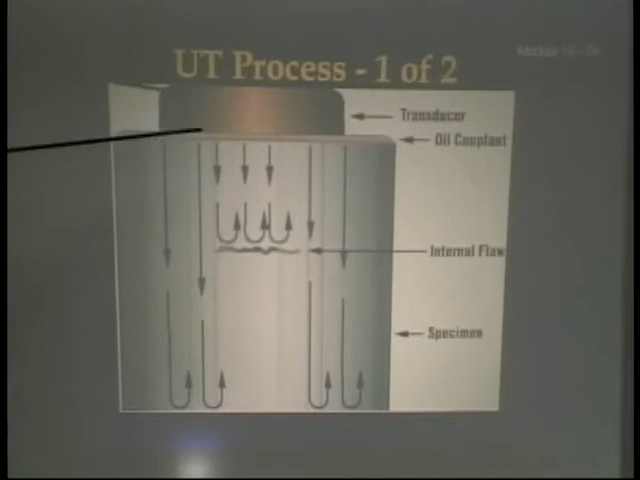 UT Process - 1 of 2
Transducer
Oil Couplant
Internal Flaw
Specimen